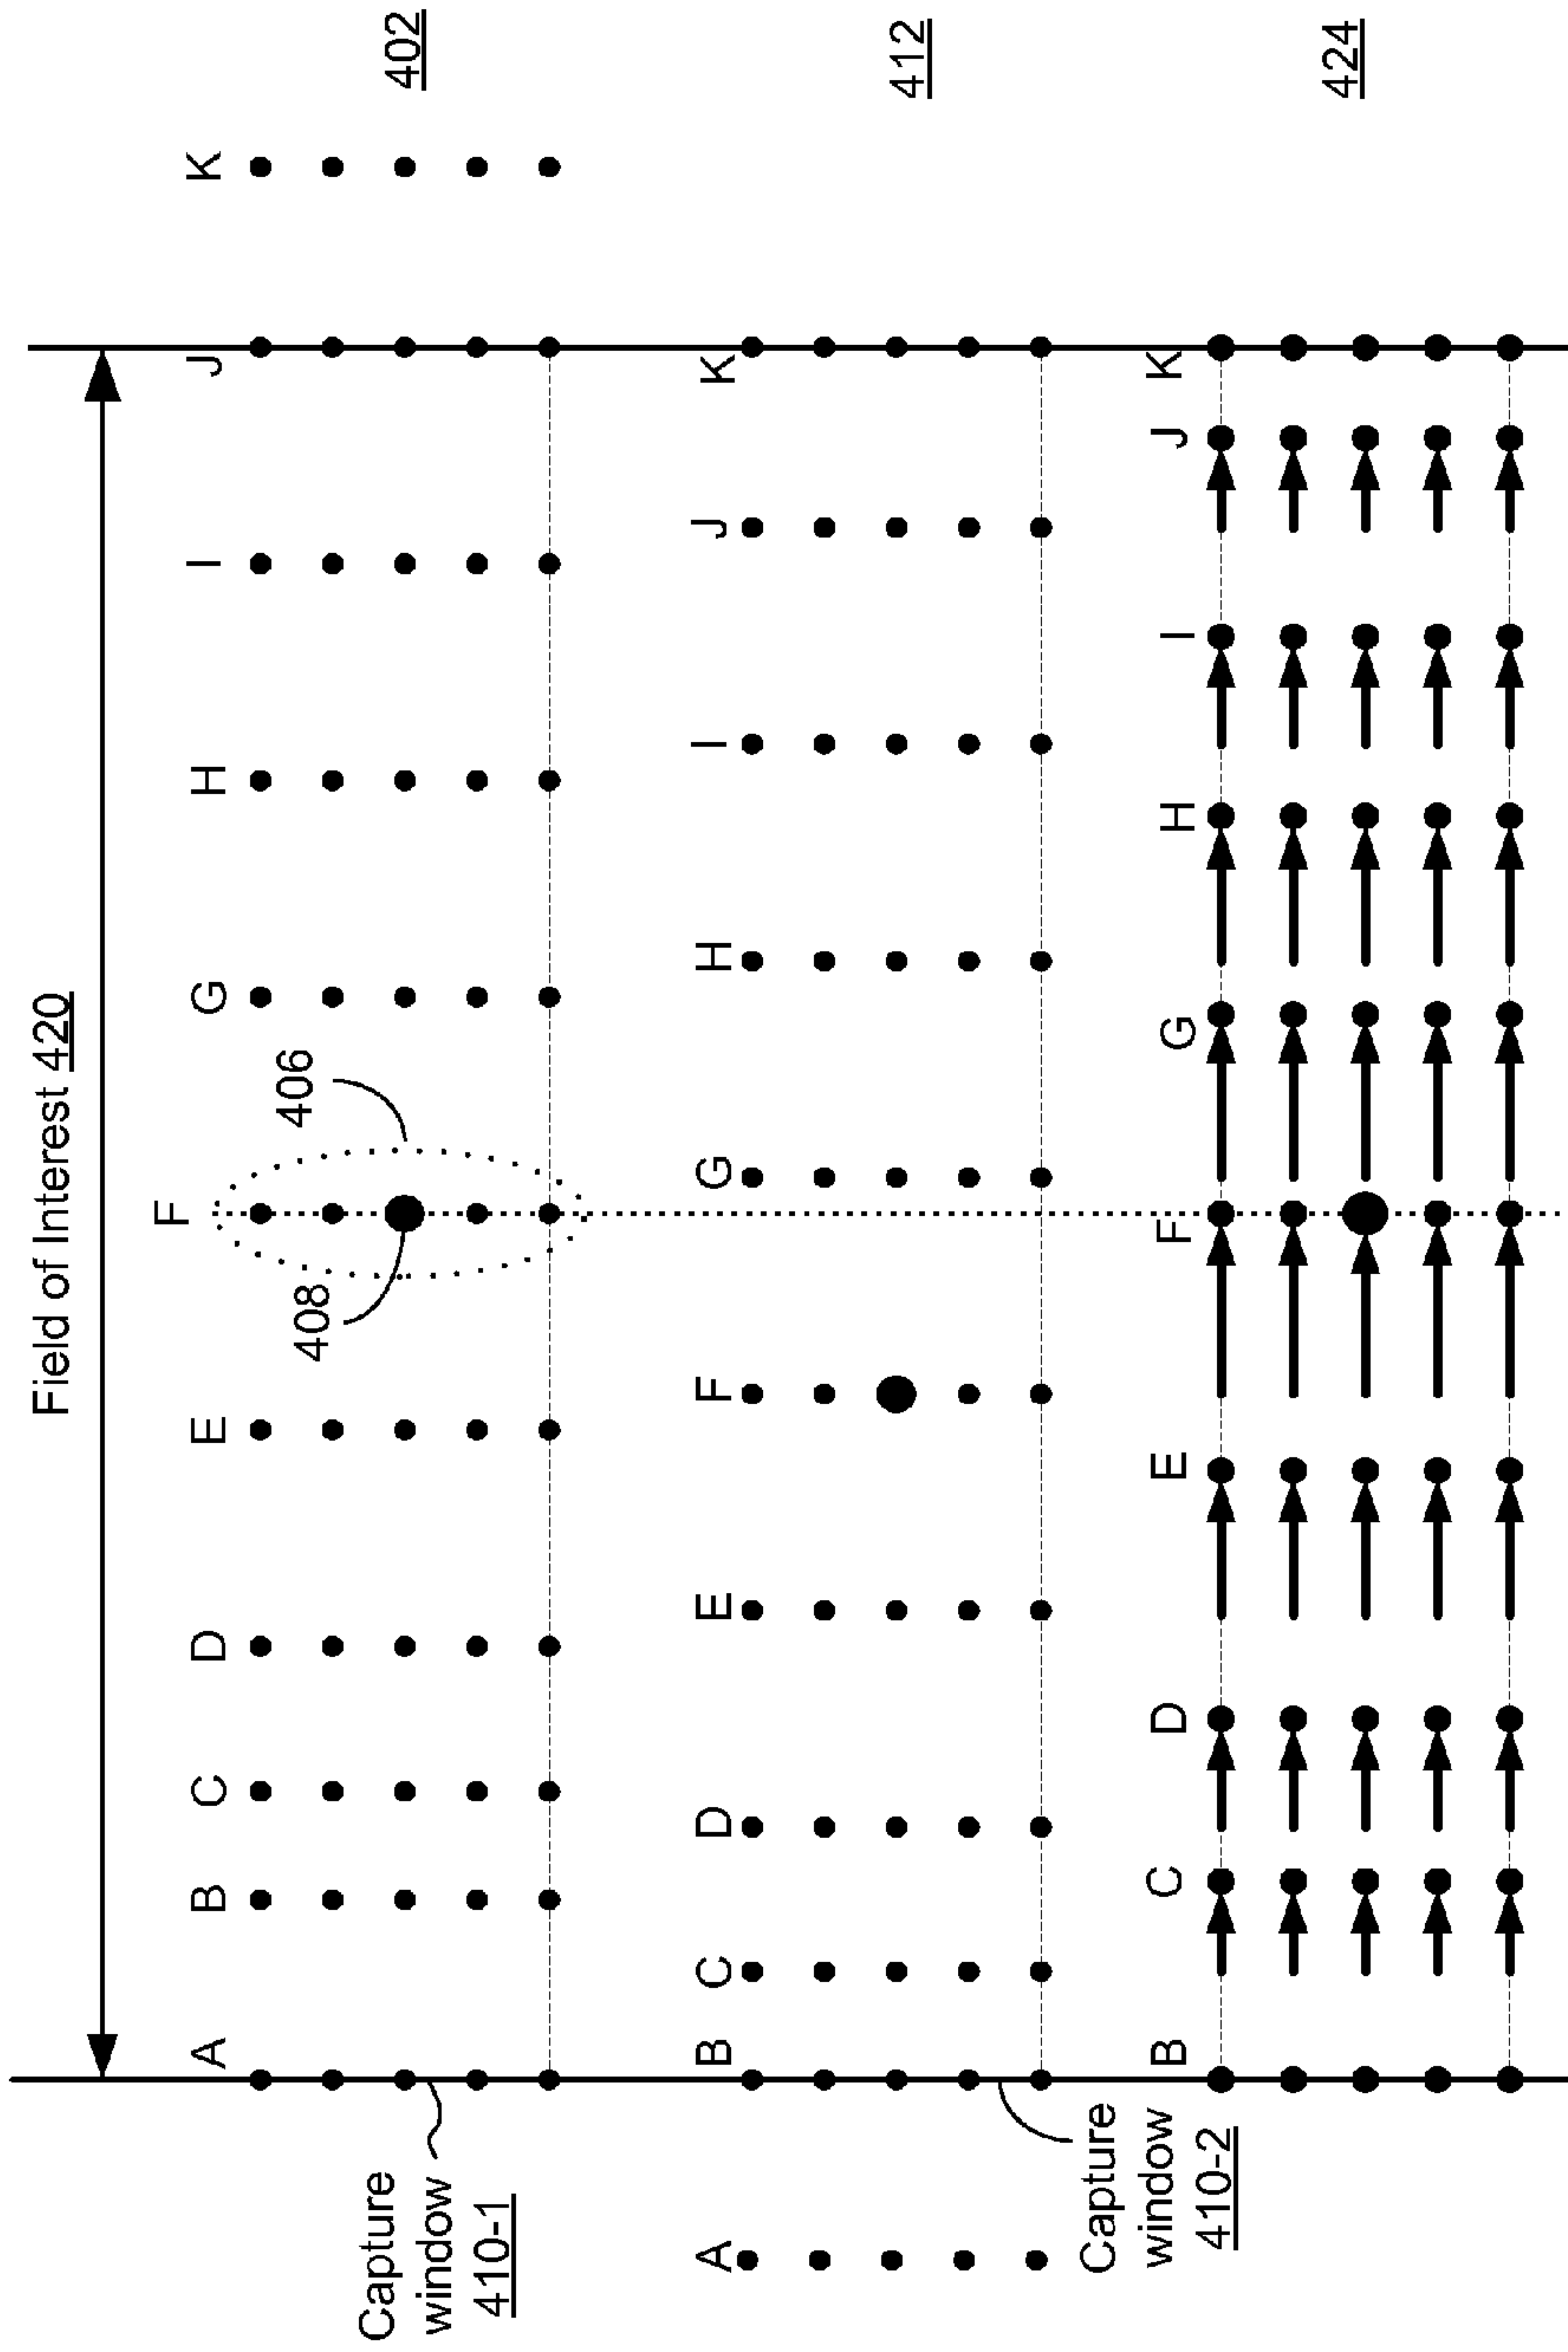 Field of Interest 420
A B C D E F G H I J K
402
406
408
Capture
window
410-1
A B C D E F G H I J K
412
Capture
window
410-2
B C D E F G H I J K
424